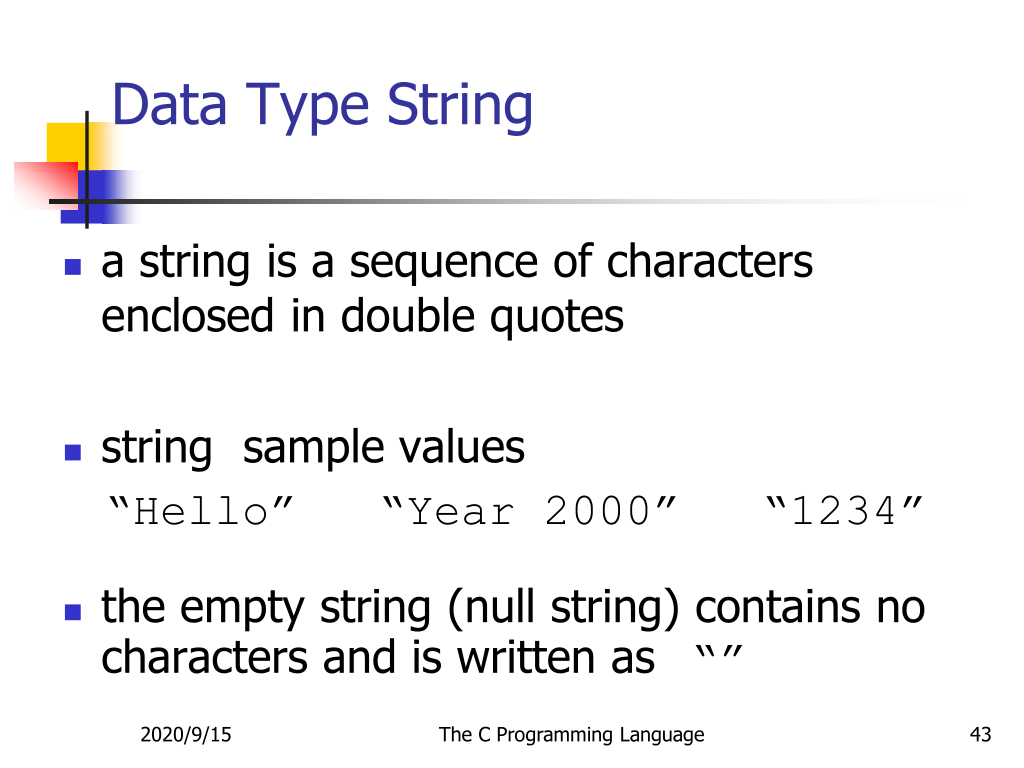 Data Type String
a string is a sequence of characters
enclosed in double quotes
string  sample values
“Hello”   “Year 2000”   “1234”
the empty string (null string) contains no
characters and is written as  “”
2020/9/15 The C Programming Language 43